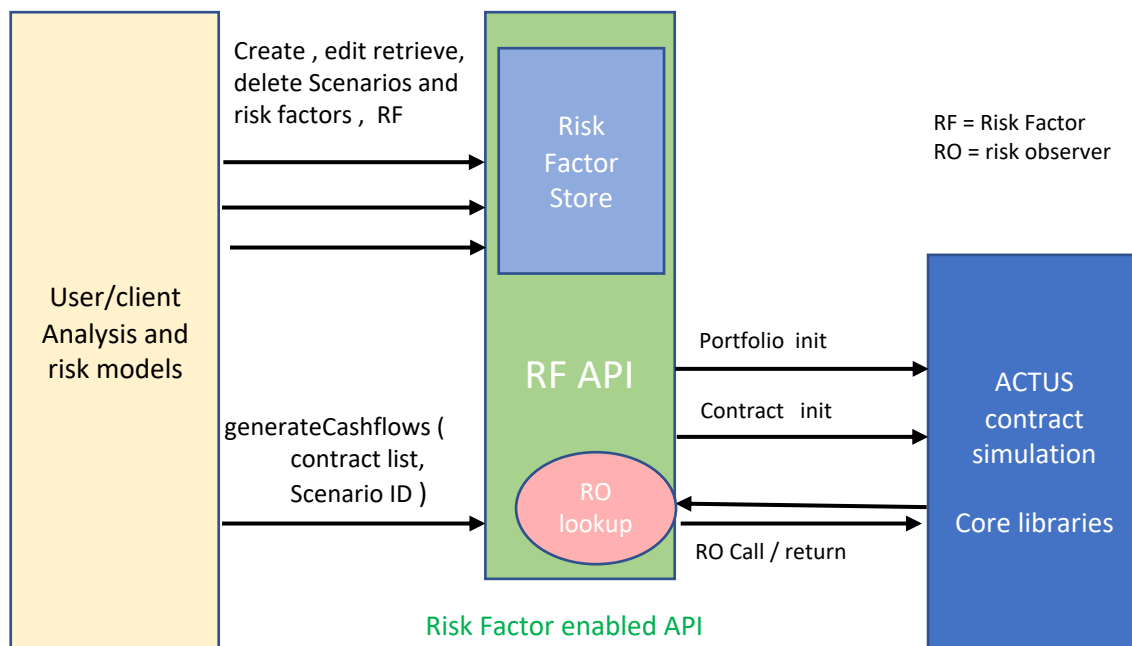 Create , edit retrieve,
delete Scenarios and
risk factors , RF
Risk
Factor
Store
RF = Risk Factor
RO = risk observer
User/client
Analysis and
risk models
RF API
Portfolio init
Contract init
ACTUS
contract
simulation
Core libraries
generateCashflows (
contract list,
Scenario ID )
RO
lookup
RO Call / return
Risk Factor enabled API